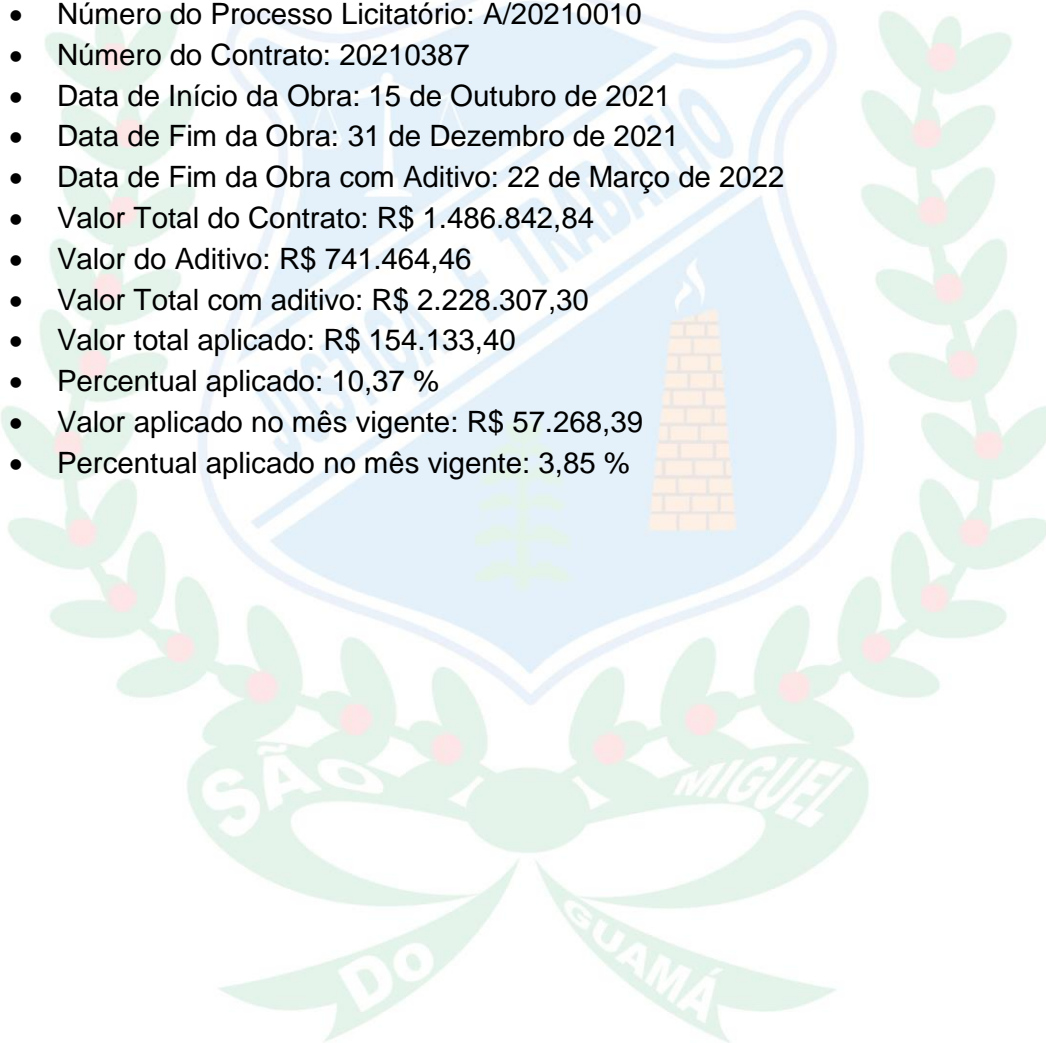 • Número do Processo Licitatório: A/20210010
• Número do Contrato: 20210387
• Data de Início da Obra: 15 de Outubro de 2021
• Data de Fim da Obra: 31 de Dezembro de 2021
• Data de Fim da Obra com Aditivo: 22 de Março de 2022
• Valor Total do Contrato: R$ 1.486.842,84
• Valor do Aditivo: R$ 741.464,46
• Valor Total com aditivo: R$ 2.228.307,30
• Valor total aplicado: R$ 154.133,40
• Percentual aplicado: 10,37 %
• Valor aplicado no mês vigente: R$ 57.268,39
• Percentual aplicado no mês vigente: 3,85 %
JUSTIÇA E TRABALHO
SÃO MIGUEL
DO GUAMÁ